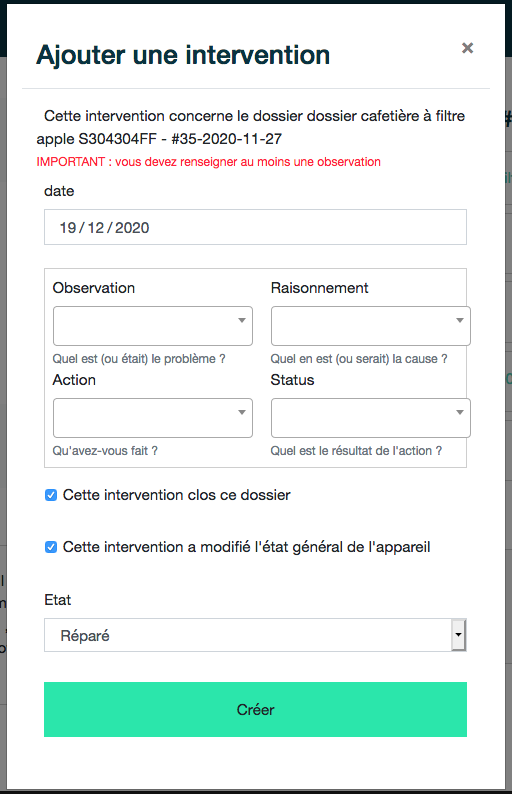 Ajouter une intervention
×
Cette intervention concerne le dossier dossier cafetière à filtre
apple S304304FF - #35-2020-11-27
IMPORTANT : vous devez renseigner au moins une observation
date
19 / 12 / 2020
Observation
Raisonnement
Quel est (ou était) le problème ?
Quel en est (ou serait) la cause ?
Action
Status
Qu'avez-vous fait ?
Quel est le résultat de l'action ?
Cette intervention clos ce dossier
Cette intervention a modifié l'état général de l'appareil
Etat
Réparé
Créer